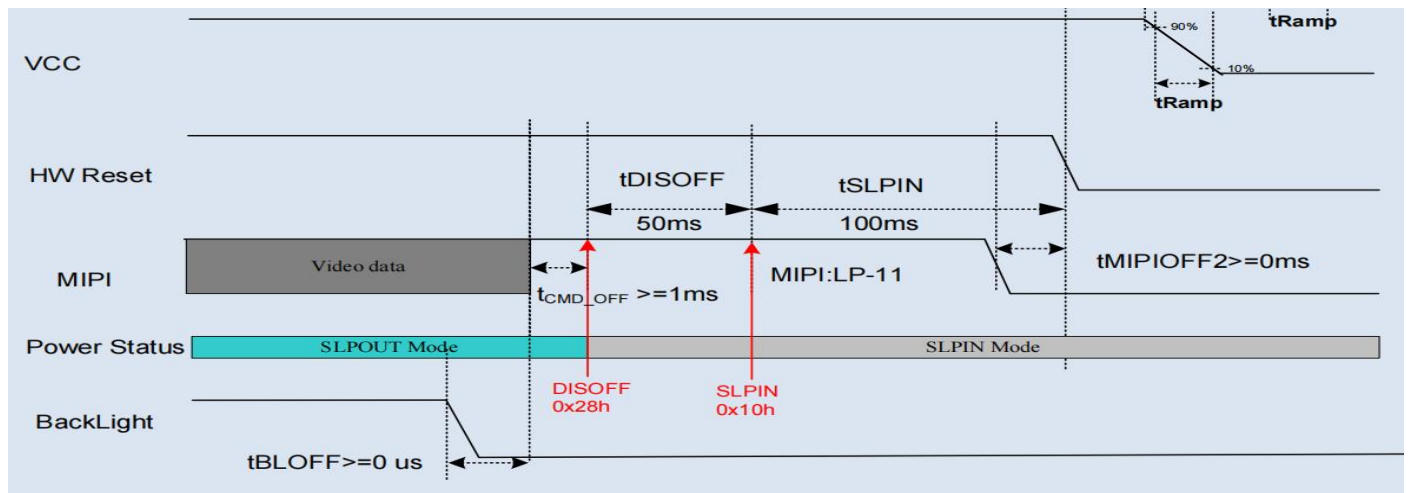 tRamp
90%
VCC
10%
tRamp
HW Reset
tDISOFF
tSLPIN
50ms
100ms
Video data
MIPI
MIPI:LP-11
tMIPIOFF2>=0ms
tCMD_OFF >=1ms
Power Status
SLPOUT Mode
SLPIN Mode
DISOFF
0x28h
SLPIN
0x10h
BackLight
tBLOFF>=0 us